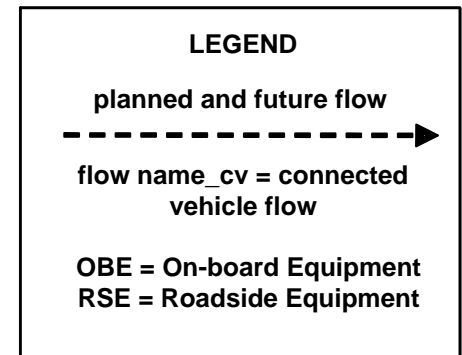 LEGEND
planned and future flow
flow name_cv = connected
vehicle flow
OBE = On-board Equipment
RSE = Roadside Equipment